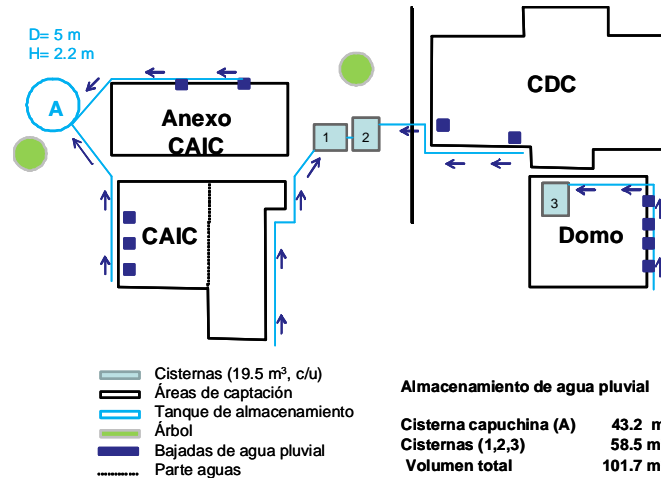 D= 5 m
H= 2.2 m
A
Anexo
CAIC
1
2
CDC
CAIC
3
Domo
Cisternas (19.5 m³, c/u)
Áreas de captación
Tanque de almacenamiento
Árbol
Bajadas de agua pluvial
Parte aguas
Almacenamiento de agua pluvial
Cisterna capuchina (A) 43.2 m
Cisternas (1,2,3) 58.5 m
Volumen total 101.7 m